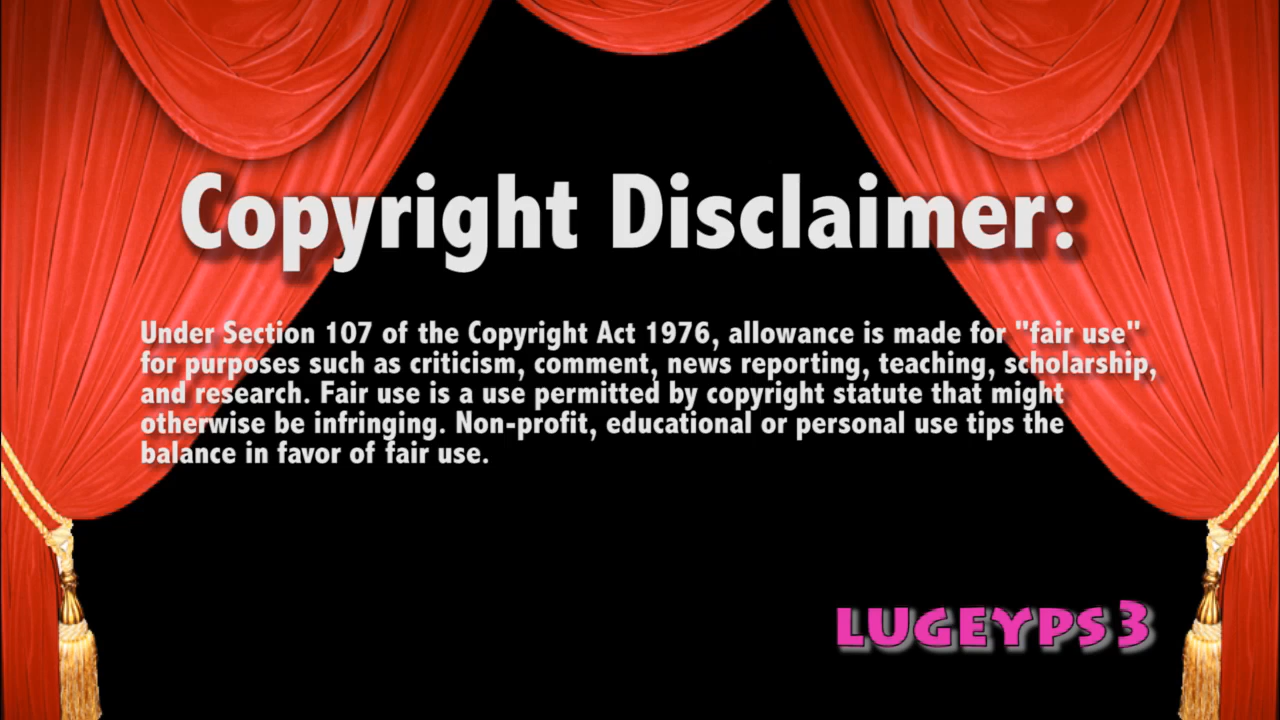 Copyright Disclaimer:
Under Section 107 of the Copyright Act 1976, allowance is made for "fair use"
for purposes such as criticism, comment, news reporting, teaching, scholarship,
and research. Fair use is a use permitted by copyright statute that might
otherwise be infringing. Non-profit, educational or personal use tips the
balance in favor of fair use.
LUGEYPS3